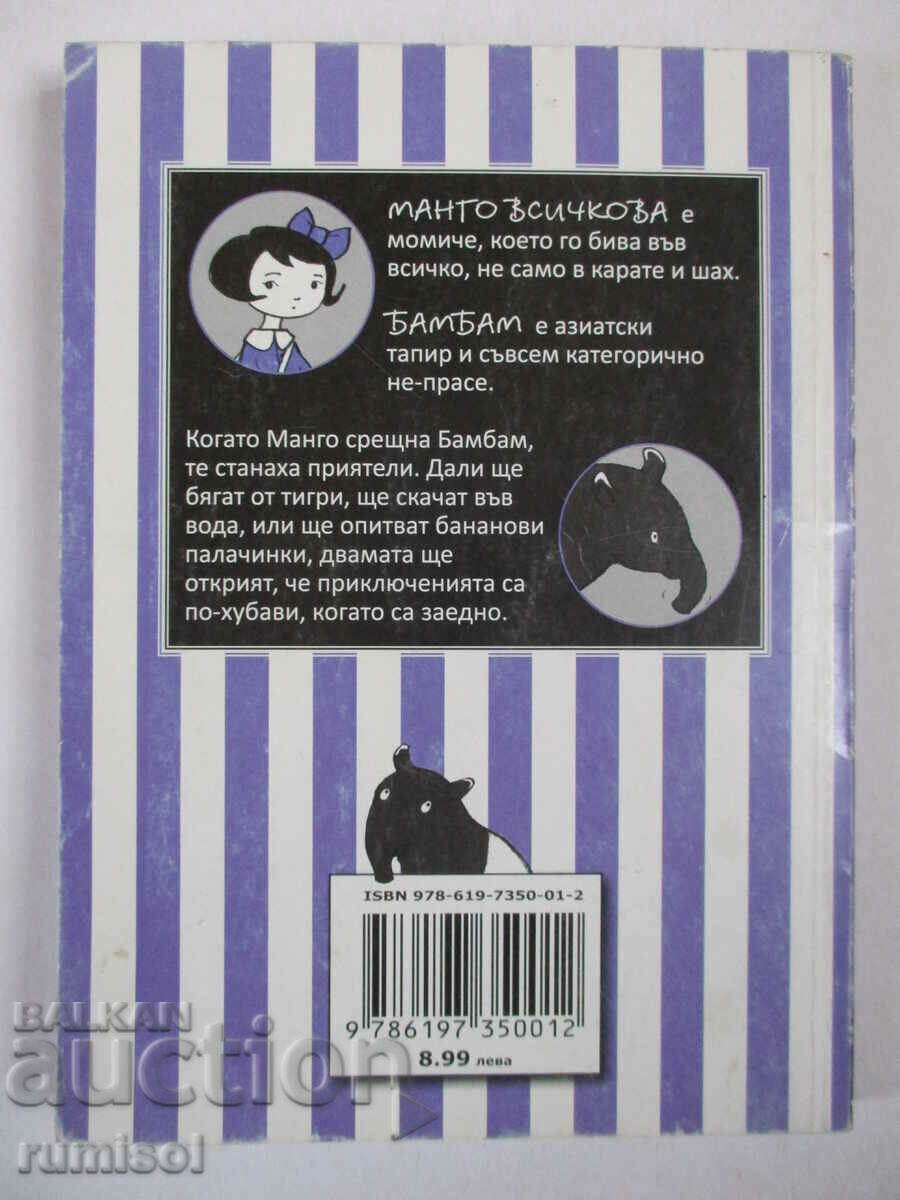 МАНГО ВСИЧКОВА е
момиче, което го бива във
всичко, не само в карате и шах.
БАМБАМ е азиатски
тапир и съвсем категорично
не-прасе.
Когато Манго срещна Бамбам,
те станаха приятели. Дали ще
бягат от тигри, ще скачат във
вода, или ще опитват бананови
палачинки, двамата ще
открият, че приключенията са
по-хубави, когато са заедно.
ISBN 978-619-7350-01-2
9 786197 350012
8.99 лева
BALKAN
auction
rumisol